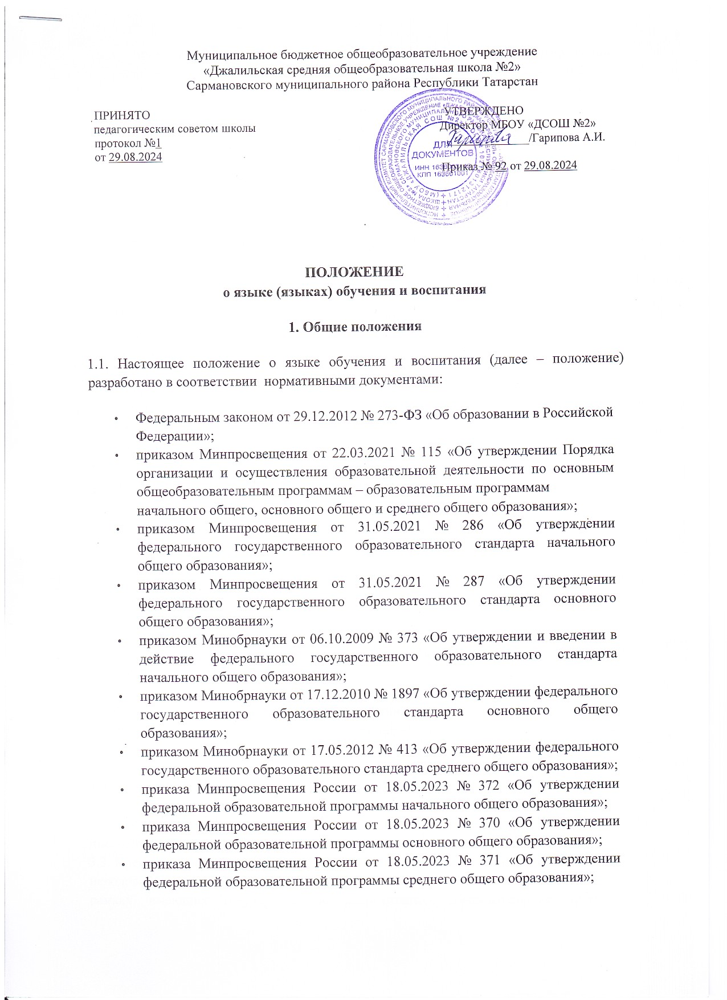 Муниципальное бюджетное общеобразовательное учреждение
«Джалильская средняя общеобразовательная школа №2»
Сармановского муниципального района Республики Татарстан
ПРИНЯТО
педагогическим советом школы
протокол №1
от 29.08.2024
УТВЕРЖДЕНО
Директор МБОУ «ДСОШ №2»
/Гарипова А.И.
Приказ № 92 от 29.08.2024
ДЛЯ
ДОКУМЕНТОВ
ИНН
КПП 163601001
ПОЛОЖЕНИЕ
о языке (языках) обучения и воспитания
1. Общие положения
1.1. Настоящее положение о языке обучения и воспитания (далее – положение)
разработано в соответствии нормативными документами:
• Федеральным законом от 29.12.2012 № 273-ФЗ «Об образовании в Российской
Федерации»;
• приказом Минпросвещения от 22.03.2021 № 115 «Об утверждении Порядка
организации и осуществления образовательной деятельности по основным
общеобразовательным программам – образовательным программам
начального общего, основного общего и среднего общего образования»;
• приказом Минпросвещения от 31.05.2021 № 286 «Об утверждении
федерального государственного образовательного стандарта начального
общего образования»;
• приказом Минпросвещения от 31.05.2021 № 287 «Об утверждении
федерального государственного образовательного стандарта основного
общего образования»;
• приказом Минобрнауки от 06.10.2009 № 373 «Об утверждении и введении в
действие федерального государственного образовательного стандарта
начального общего образования»;
• приказом Минобрнауки от 17.12.2010 № 1897 «Об утверждении федерального
государственного образовательного стандарта основного общего
образования»;
• приказом Минобрнауки от 17.05.2012 № 413 «Об утверждении федерального
государственного образовательного стандарта среднего общего образования»;
• приказа Минпросвещения России от 18.05.2023 № 372 «Об утверждении
федеральной образовательной программы начального общего образования»;
• приказа Минпросвещения России от 18.05.2023 № 370 «Об утверждении
федеральной образовательной программы основного общего образования»;
• приказа Минпросвещения России от 18.05.2023 № 371 «Об утверждении
федеральной образовательной программы среднего общего образования»;